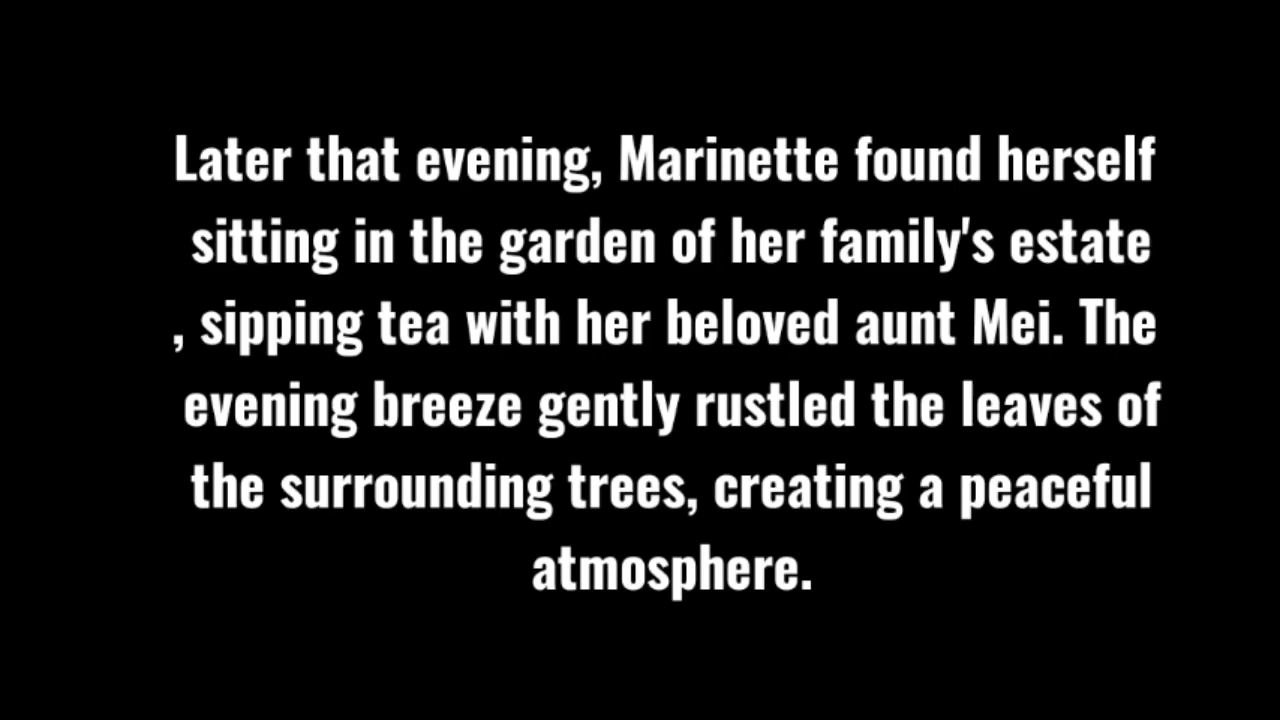 Later that evening, Marinette found herself
sitting in the garden of her family's estate
, sipping tea with her beloved aunt Mei. The
evening breeze gently rustled the leaves of
the surrounding trees, creating a peaceful
atmosphere.